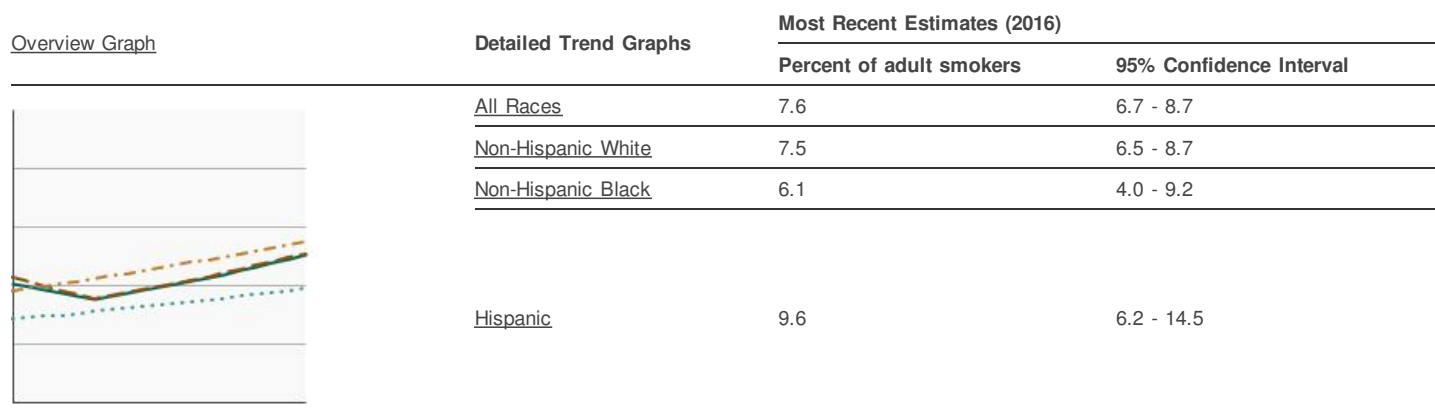 Overview Graph
Detailed Trend Graphs
Most Recent Estimates (2016)
Percent of adult smokers
95% Confidence Interval
All Races 7.6 6.7 - 8.7
Non-Hispanic White 7.5 6.5 - 8.7
Non-Hispanic Black 6.1 4.0 - 9.2
Hispanic 9.6 6.2 - 14.5